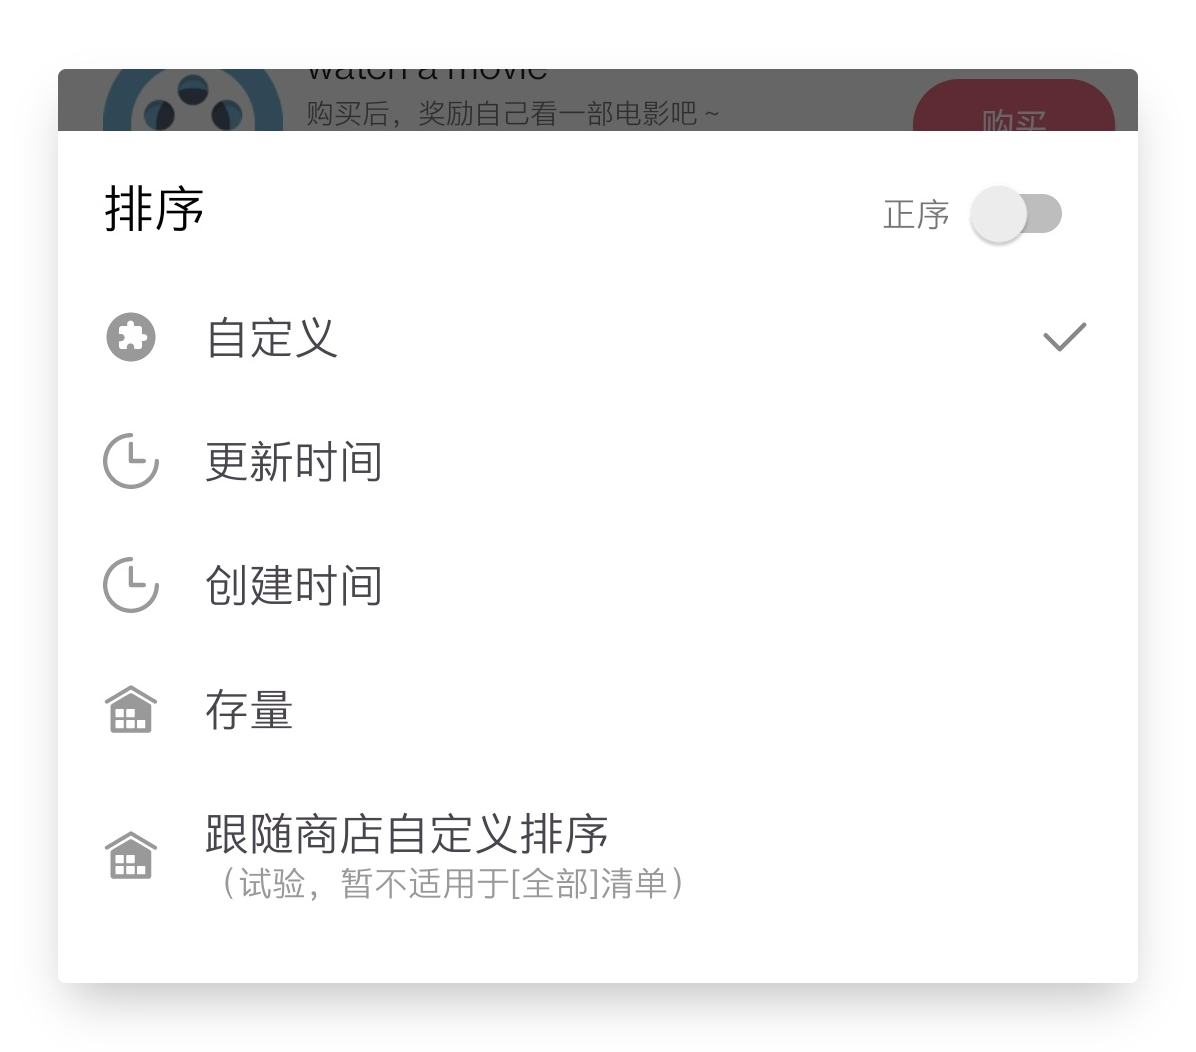 watch a movie
购买后，奖励自己看一部电影吧 ~
购买
排序
正序
自定义
更新时间
创建时间
存量
跟随商店自定义排序
（试验，暂不适用于[全部]清单）